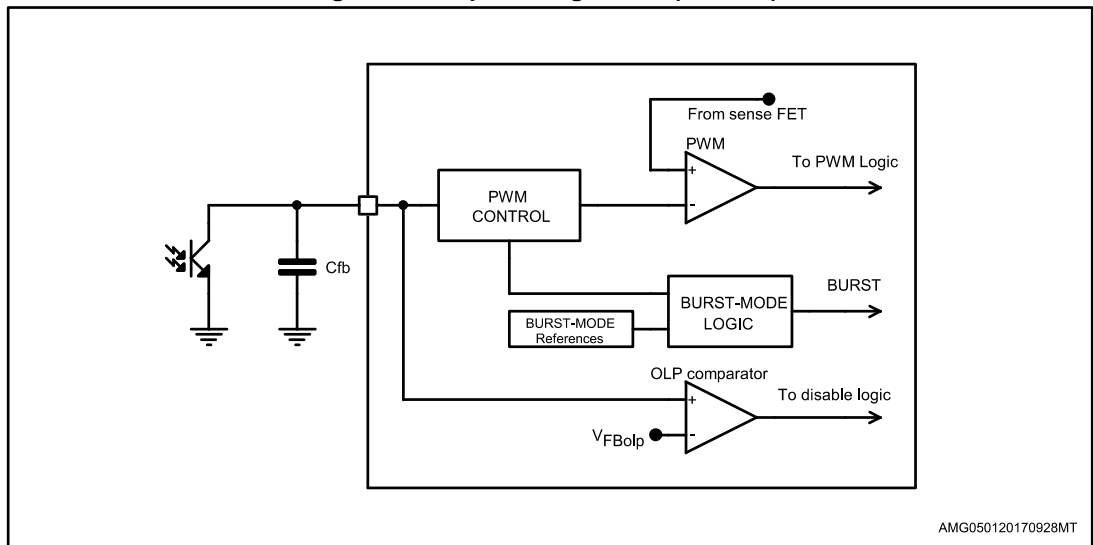 From sense FET
PWM
+
-
To PWM Logic
PWM
CONTROL
Cfb
BURST-MODE
LOGIC
BURST
BURST-MODE
References
OLP comparator
+
-
To disable logic
VFBolp
AMG050120170928MT